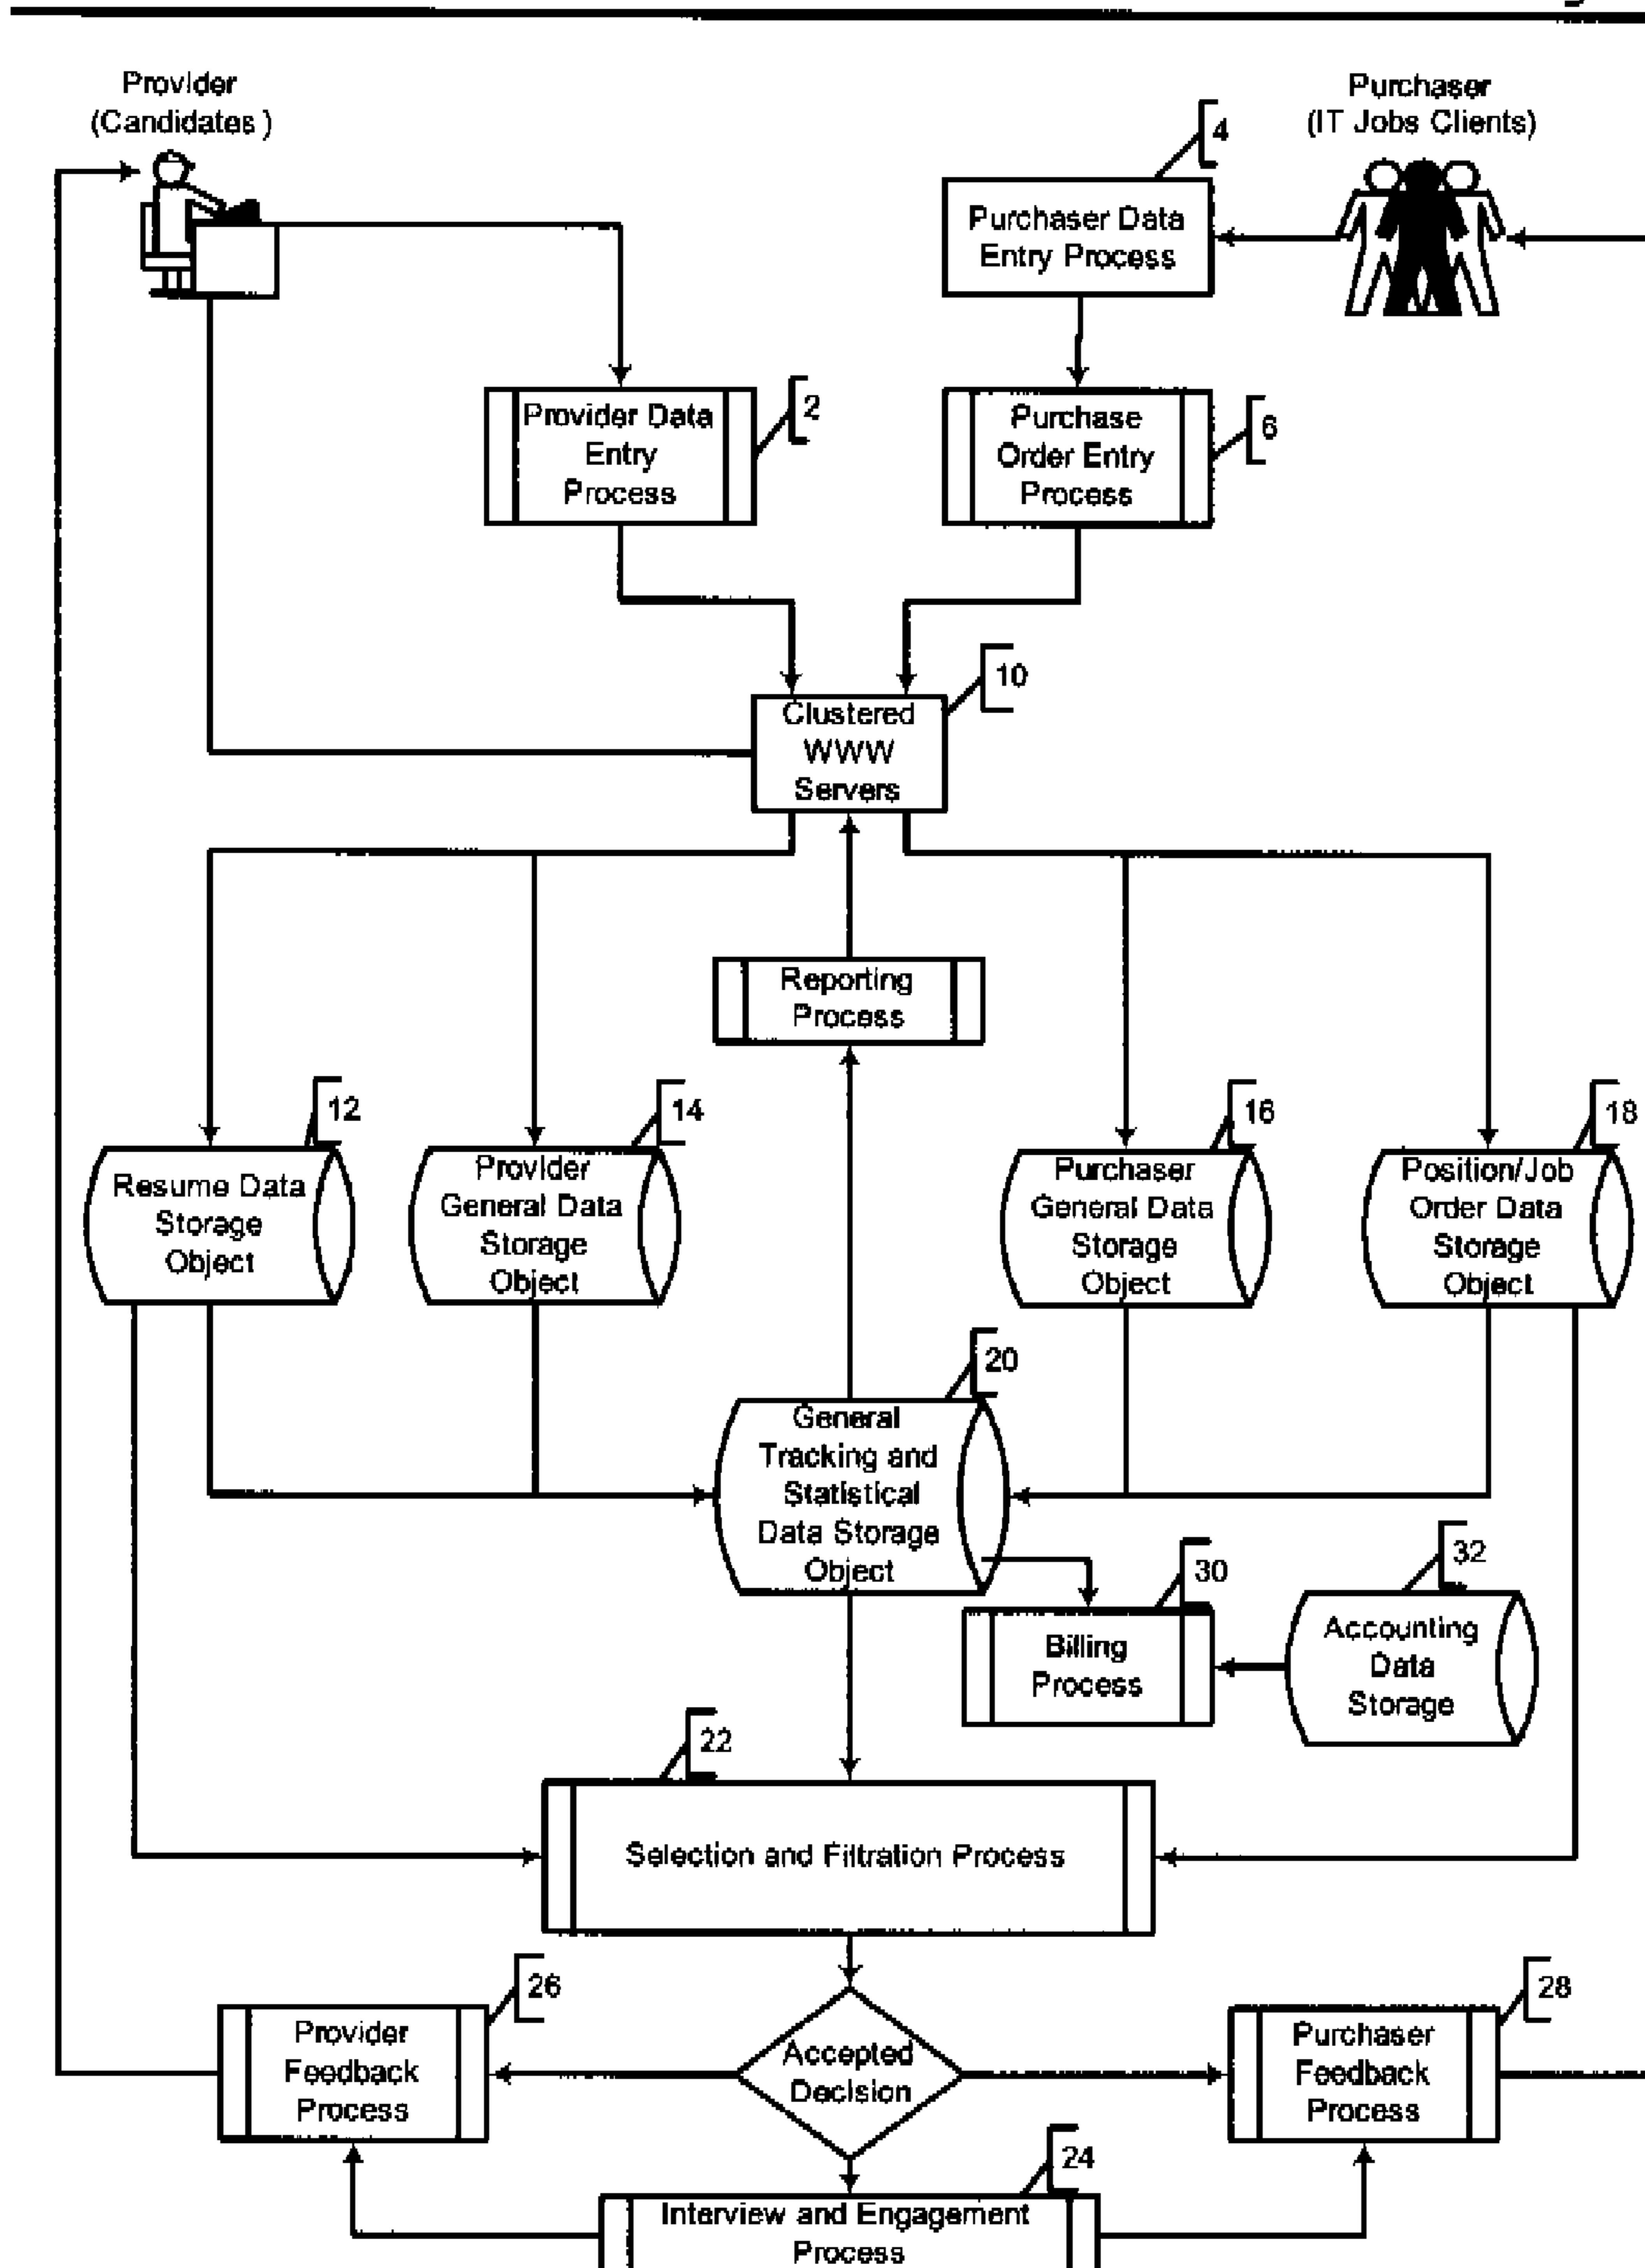 Provider
(Candidates)
Purchaser
(IT Jobs Clients)
4
Purchaser Data
Entry Process
Provider Data
Entry
Process
2
Purchase
Order Entry
Process
6
10
Clustered
WWW
Servers
Reporting
Process
12
14
16
18
Resume Data
Storage
Object
Provider
General Data
Storage
Object
Purchaser
General Data
Storage
Object
Position/Job
Order Data
Storage
Object
20
General
Tracking and
Statistical
Data Storage
Object
30
Billing
Process
32
Accounting
Data
Storage
22
Selection and Filtration Process
26
Provider
Feedback
Process
Accepted
Decision
28
Purchaser
Feedback
Process
24
Interview and Engagement
Process